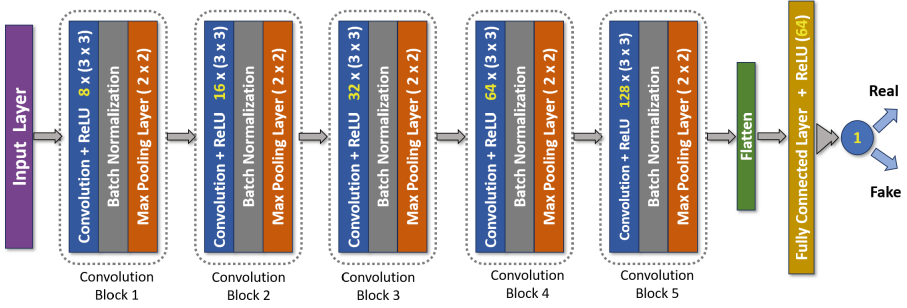 Input Layer
Convolution + ReLU 8 x (3 x 3)
Batch Normalization
Max Pooling Layer ( 2 x 2)
Convolution
Block 1
Convolution + ReLU 16 x (3 x 3)
Batch Normalization
Max Pooling Layer ( 2 x 2)
Convolution
Block 2
Convolution + ReLU 32 x (3 x 3)
Batch Normalization
Max Pooling Layer ( 2 x 2)
Convolution
Block 3
Convolution + ReLU 64 x (3 x 3)
Batch Normalization
Max Pooling Layer ( 2 x 2)
Convolution
Block 4
Convolution + ReLU 128 x (3 x 3)
Batch Normalization
Max Pooling Layer ( 2 x 2)
Convolution
Block 5
Flatten
Fully Connected Layer + ReLU (64)
1
Real
Fake